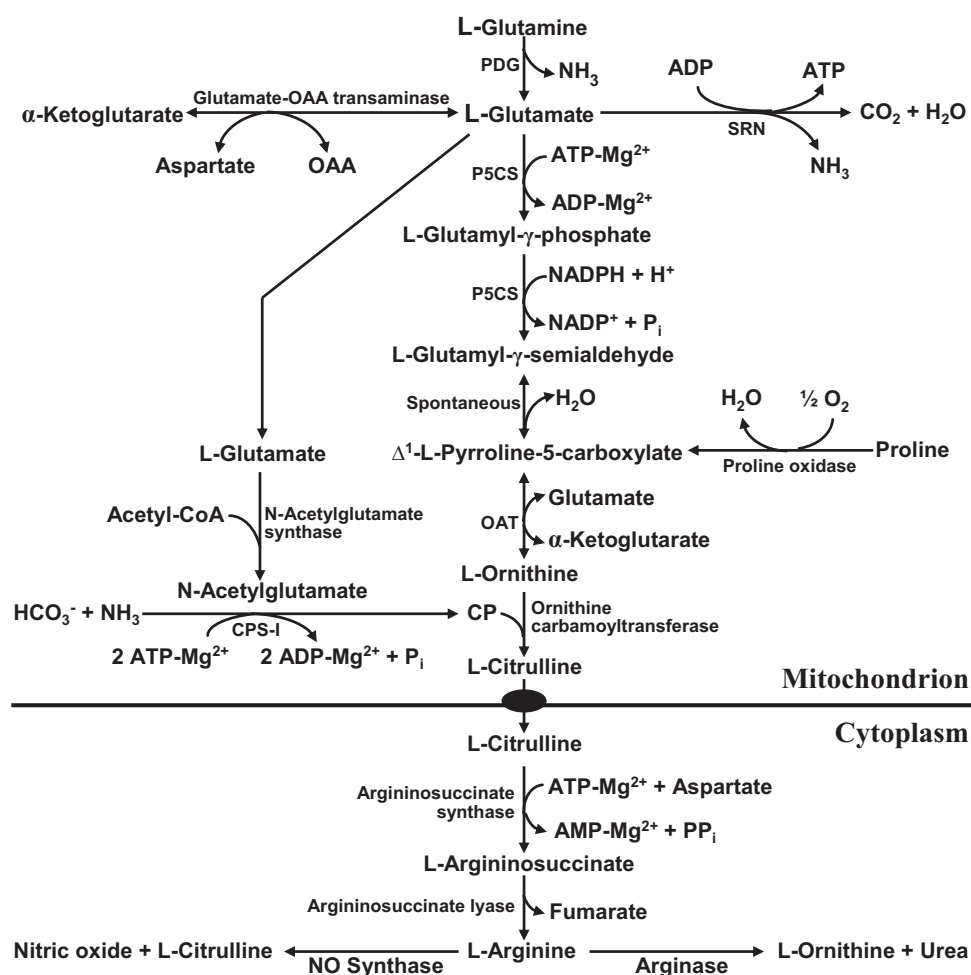 L-Glutamine
PDG
NH₃
ADP
ATP
Glutamate-OAA transaminase
α-Ketoglutarate
L-Glutamate
CO₂ + H₂O
SRN
Aspartate
OAA
NH₃
P5CS
ATP-Mg²⁺
ADP-Mg²⁺
L-Glutamyl-γ-phosphate
P5CS
NADPH + H⁺
NADP⁺ + Pᵢ
L-Glutamyl-γ-semialdehyde
Spontaneous
H₂O
H₂O
½ O₂
L-Glutamate
Δ¹-L-Pyrroline-5-carboxylate
Proline
Proline oxidase
Acetyl-CoA
N-Acetylglutamate
synthase
OAT
Glutamate
α-Ketoglutarate
N-Acetylglutamate
L-Ornithine
HCO₃⁻ + NH₃
CPS-I
CP
Ornithine
carbamoyltransferase
2 ATP-Mg²⁺
2 ADP-Mg²⁺ + Pᵢ
L-Citrulline
Mitochondrion
Cytoplasm
L-Citrulline
Argininosuccinate
synthase
ATP-Mg²⁺ + Aspartate
AMP-Mg²⁺ + PPᵢ
L-Argininosuccinate
Argininosuccinate lyase
Fumarate
Nitric oxide + L-Citrulline
NO Synthase
L-Arginine
Arginase
L-Ornithine + Urea